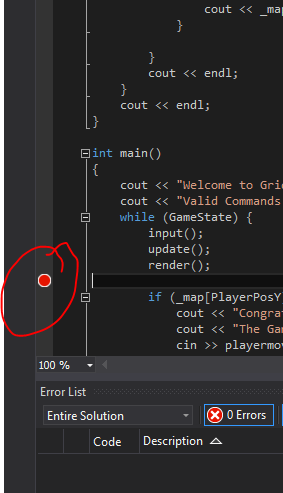 cout << _ma
}
}
cout << endl;
}
cout << endl;
}
int main()
{
cout << "Welcome to Gri
cout << "Valid Commands
while (GameState) {
input();
update();
render();
if (_map[PlayerPosY
cout << "Congrat
cout << "The Gam
cin >> playermov
100 %
Error List
Entire Solution
0 Errors
Code Description